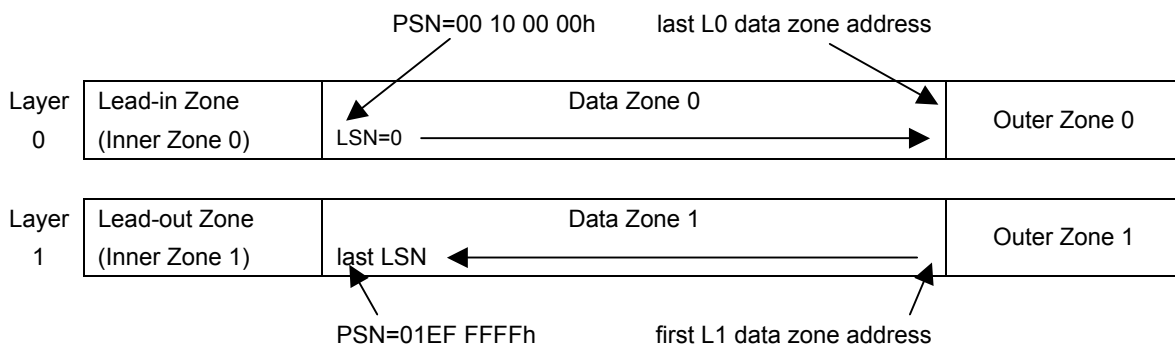 PSN=00 10 00 00h last L0 data zone address
Layer Lead-in Zone Data Zone 0 Outer Zone 0
0 (Inner Zone 0) LSN=0
Layer Lead-out Zone Data Zone 1 Outer Zone 1
1 (Inner Zone 1) last LSN
PSN=01EF FFFFh first L1 data zone address